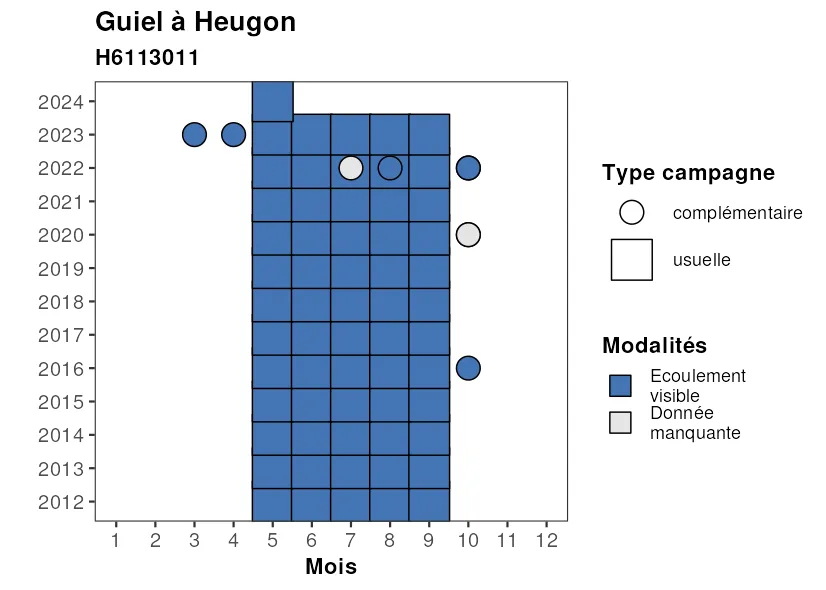 Guiel à Heugon
H6113011
2024
2023
2022
2021
2020
2019
2018
2017
2016
2015
2014
2013
2012
1 2 3 4 5 6 7 8 9 10 11 12
Mois
Type campagne
complémentaire
usuelle
Modalités
Ecoulement
visible
Donnée
manquante